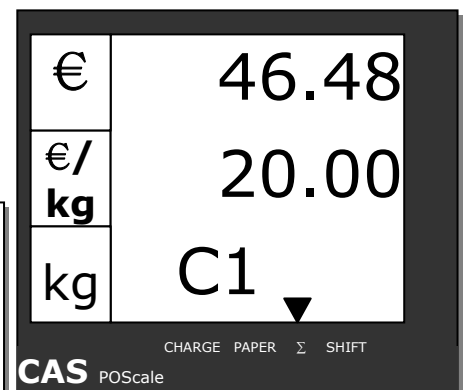 € 46.48
€/
kg 20.00
kg C1
CHARGE PAPER Σ SHIFT
CAS POScale